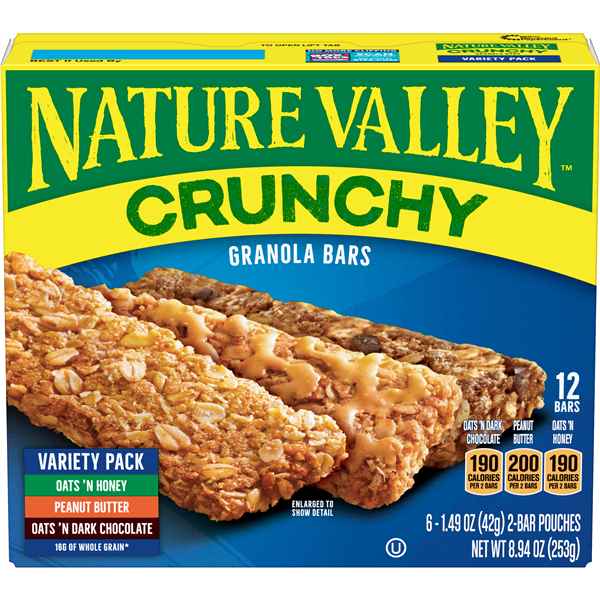 TO OPEN LIFT TAB
BEST If Used By
NATURE VALLEY
VARIETY PACK
NATURE VALLEY™
CRUNCHY
GRANOLA BARS
12
BARS
OATS 'N DARK CHOCOLATE
190 CALORIES PER 2 BARS
PEANUT BUTTER
200 CALORIES PER 2 BARS
OATS 'N HONEY
190 CALORIES PER 2 BARS
VARIETY PACK
OATS 'N HONEY
PEANUT BUTTER
OATS 'N DARK CHOCOLATE
16G OF WHOLE GRAIN*
ENLARGED TO
SHOW DETAIL
6 - 1.49 OZ (42g) 2-BAR POUCHES
U
NET WT 8.94 OZ (253g)